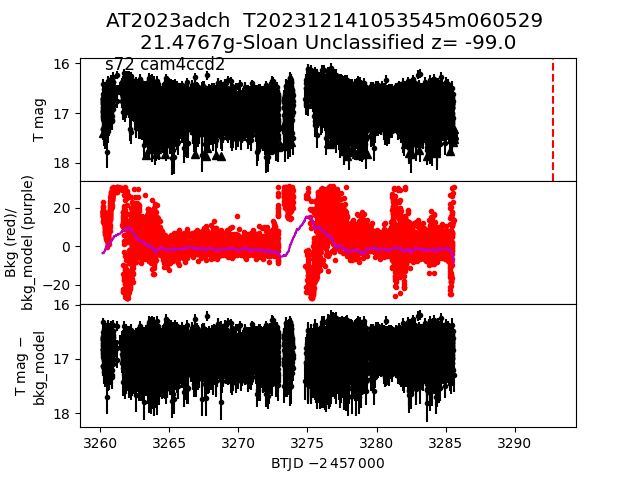 AT2023adch  T202312141053545m060529
21.4767g-Sloan Unclassified z= -99.0
s72 cam4ccd2
T mag
16
17
18
Bkg (red)/
bkg_model (purple)
20
0
−20
T mag −
bkg_model
16
17
18
3260 3265 3270 3275 3280 3285 3290
BTJD −2 457 000